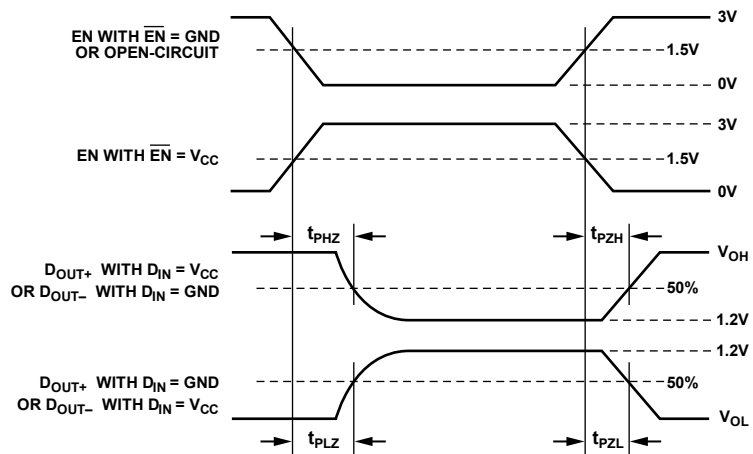 EN WITH E̅N̅ = GND
OR OPEN-CIRCUIT
3V
1.5V
0V
EN WITH E̅N̅ = VCC
3V
1.5V
0V
tPHZ
tPZH
DOUT+ WITH DIN = VCC
OR DOUT– WITH DIN = GND
VOH
50%
1.2V
DOUT+ WITH DIN = GND
OR DOUT– WITH DIN = VCC
1.2V
50%
VOL
tPLZ
tPZL